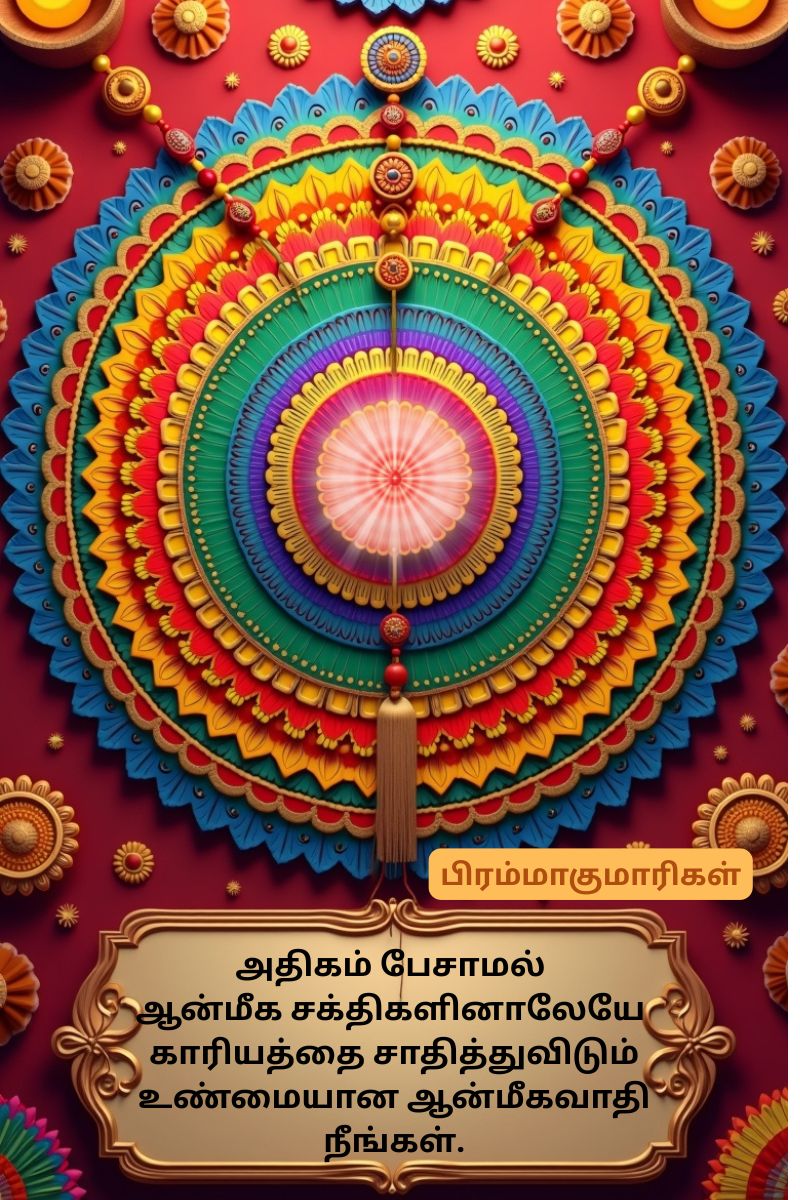 பிரம்மாகுமாரிகள்
அதிகம் பேசாமல்
ஆன்மீக சக்திகளினாலேயே
காரியத்தை சாதித்துவிடும்
உண்மையான ஆன்மீகவாதி
நீங்கள்.